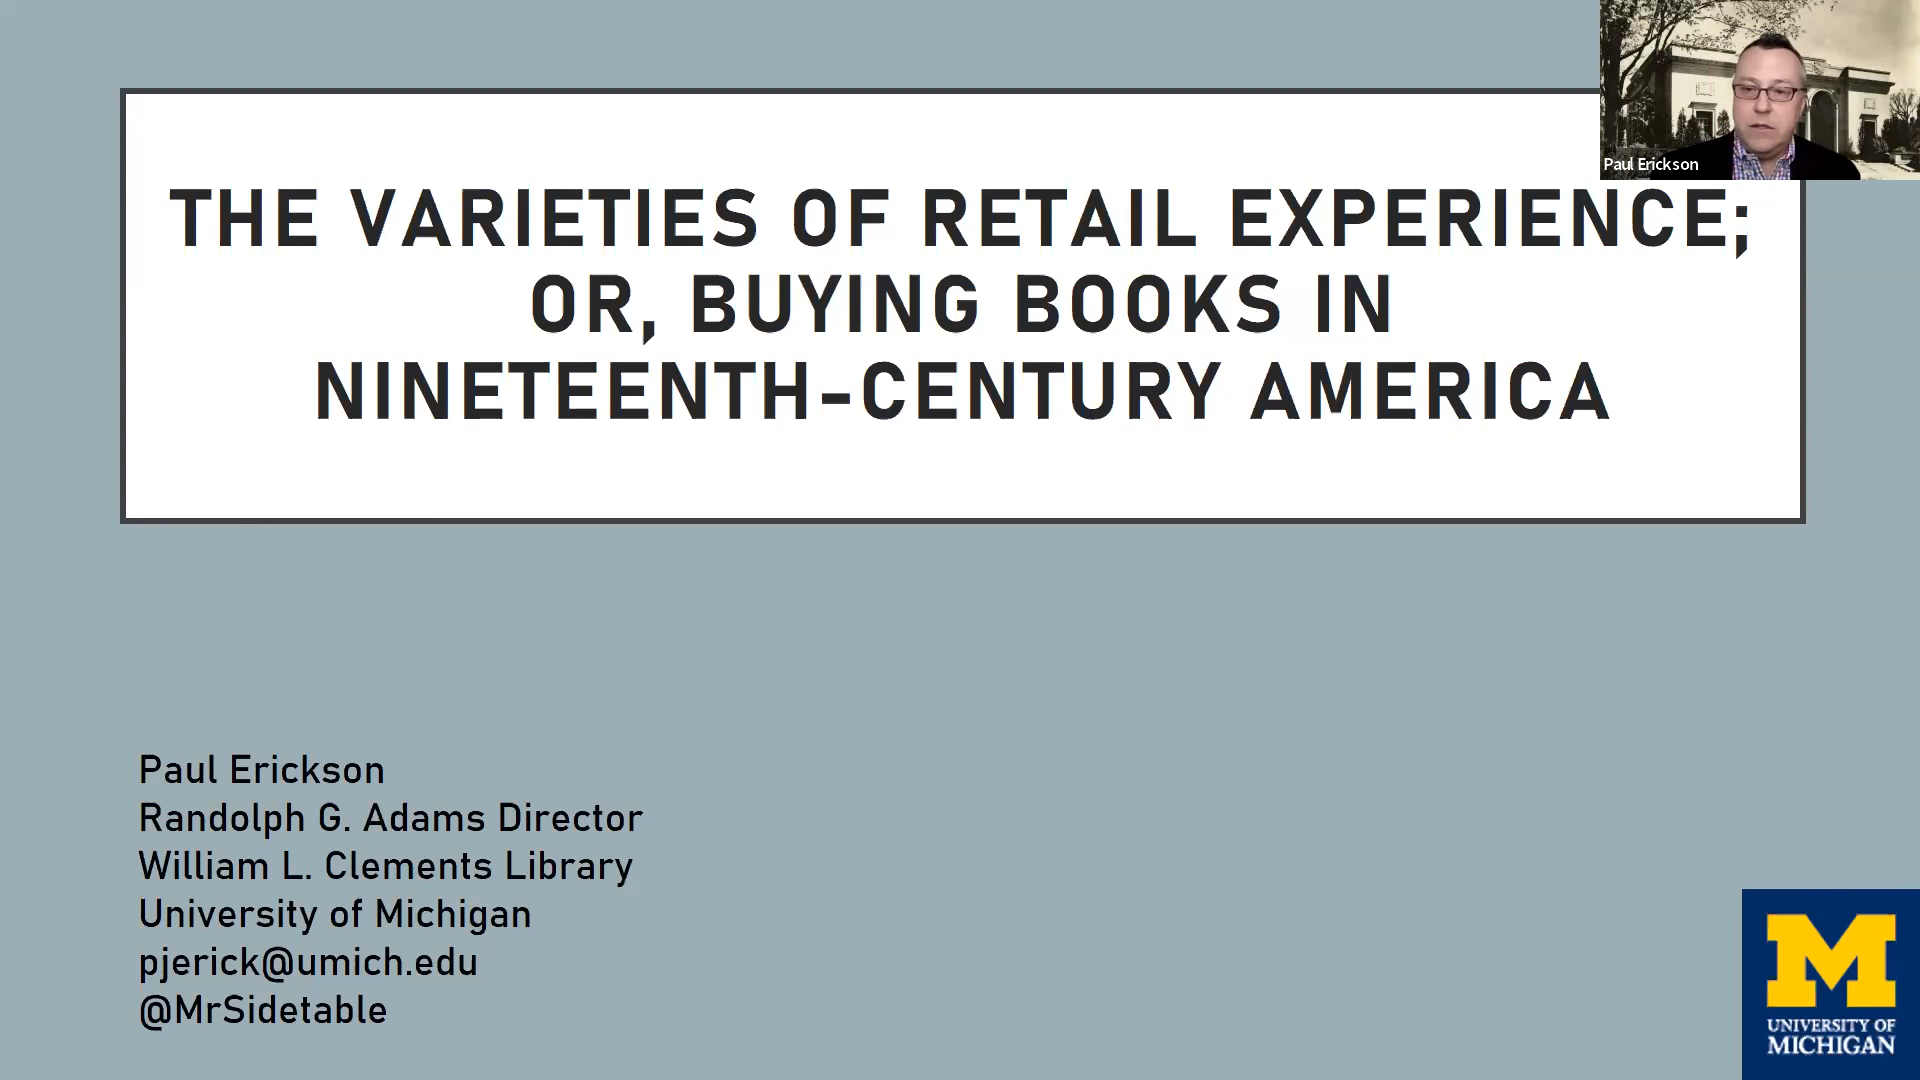 Paul Erickson
THE VARIETIES OF RETAIL EXPERIENCE;
OR, BUYING BOOKS IN
NINETEENTH-CENTURY AMERICA
Paul Erickson
Randolph G. Adams Director
William L. Clements Library
University of Michigan
pjerick@umich.edu
@MrSidetable
M
UNIVERSITY OF
MICHIGAN